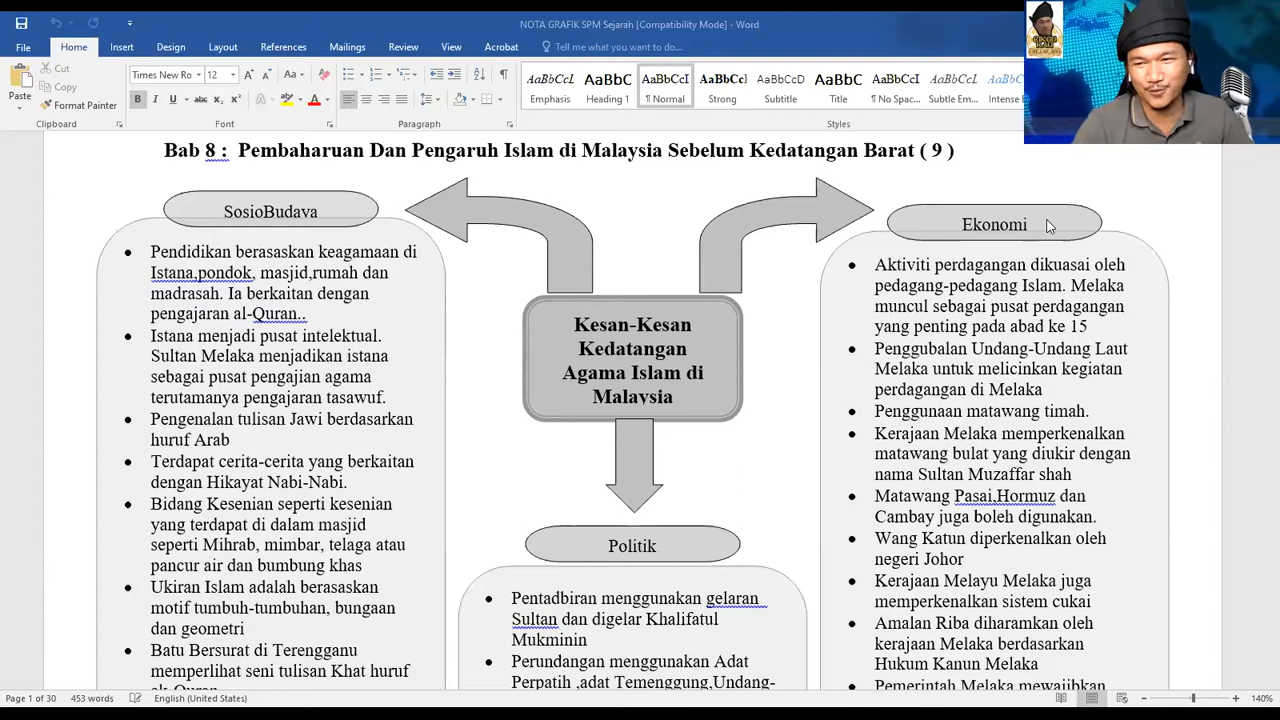 NOTA GRAFIK SPM Sejarah [Compatibility Mode] - Word
File Home Insert Design Layout References Mailings Review View Acrobat Tell me what you want to do...
Cut
Copy
Format Painter
Paste
Times New Ro 12
AaBbCcL AaBbC AaBbCcI AaBbCcI AaBbCcD AaBbC AaBbCcI AaBbCcL
Emphasis Heading 1 ¶ Normal Strong Subtitle Title ¶ No Spac... Subtle Em... Intense
Clipboard Font Paragraph Styles
Bab 8 : Pembaharuan Dan Pengaruh Islam di Malaysia Sebelum Kedatangan Barat ( 9 )
SosioBudaya
• Pendidikan berasaskan keagamaan di
Istana,pondok, masjid,rumah dan
madrasah. Ia berkaitan dengan
pengajaran al-Quran..
• Istana menjadi pusat intelektual.
Sultan Melaka menjadikan istana
sebagai pusat pengajian agama
terutamanya pengajaran tasawuf.
• Pengenalan tulisan Jawi berdasarkan
huruf Arab
• Terdapat cerita-cerita yang berkaitan
dengan Hikayat Nabi-Nabi.
• Bidang Kesenian seperti kesenian
yang terdapat di dalam masjid
seperti Mihrab, mimbar, telaga atau
pancur air dan bumbung khas
• Ukiran Islam adalah berasaskan
motif tumbuh-tumbuhan, bungaan
dan geometri
• Batu Bersurat di Terengganu
memperlihat seni tulisan Khat huruf
al-Quran
Kesan-Kesan
Kedatangan
Agama Islam di
Malaysia
Politik
• Pentadbiran menggunakan gelaran
Sultan dan digelar Khalifatul
Mukminin
• Perundangan menggunakan Adat
Perpatih ,adat Temenggung,Undang-
Ekonomi
• Aktiviti perdagangan dikuasai oleh
pedagang-pedagang Islam. Melaka
muncul sebagai pusat perdagangan
yang penting pada abad ke 15
• Penggubalan Undang-Undang Laut
Melaka untuk melicinkan kegiatan
perdagangan di Melaka
• Penggunaan matawang timah.
• Kerajaan Melaka memperkenalkan
matawang bulat yang diukir dengan
nama Sultan Muzaffar shah
• Matawang Pasai,Hormuz dan
Cambay juga boleh digunakan.
• Wang Katun diperkenalkan oleh
negeri Johor
• Kerajaan Melayu Melaka juga
memperkenalkan sistem cukai
• Amalan Riba diharamkan oleh
kerajaan Melaka berdasarkan
Hukum Kanun Melaka
• Pemerintah Melaka mewajibkan
Page 1 of 30 453 words English (United States) 140%